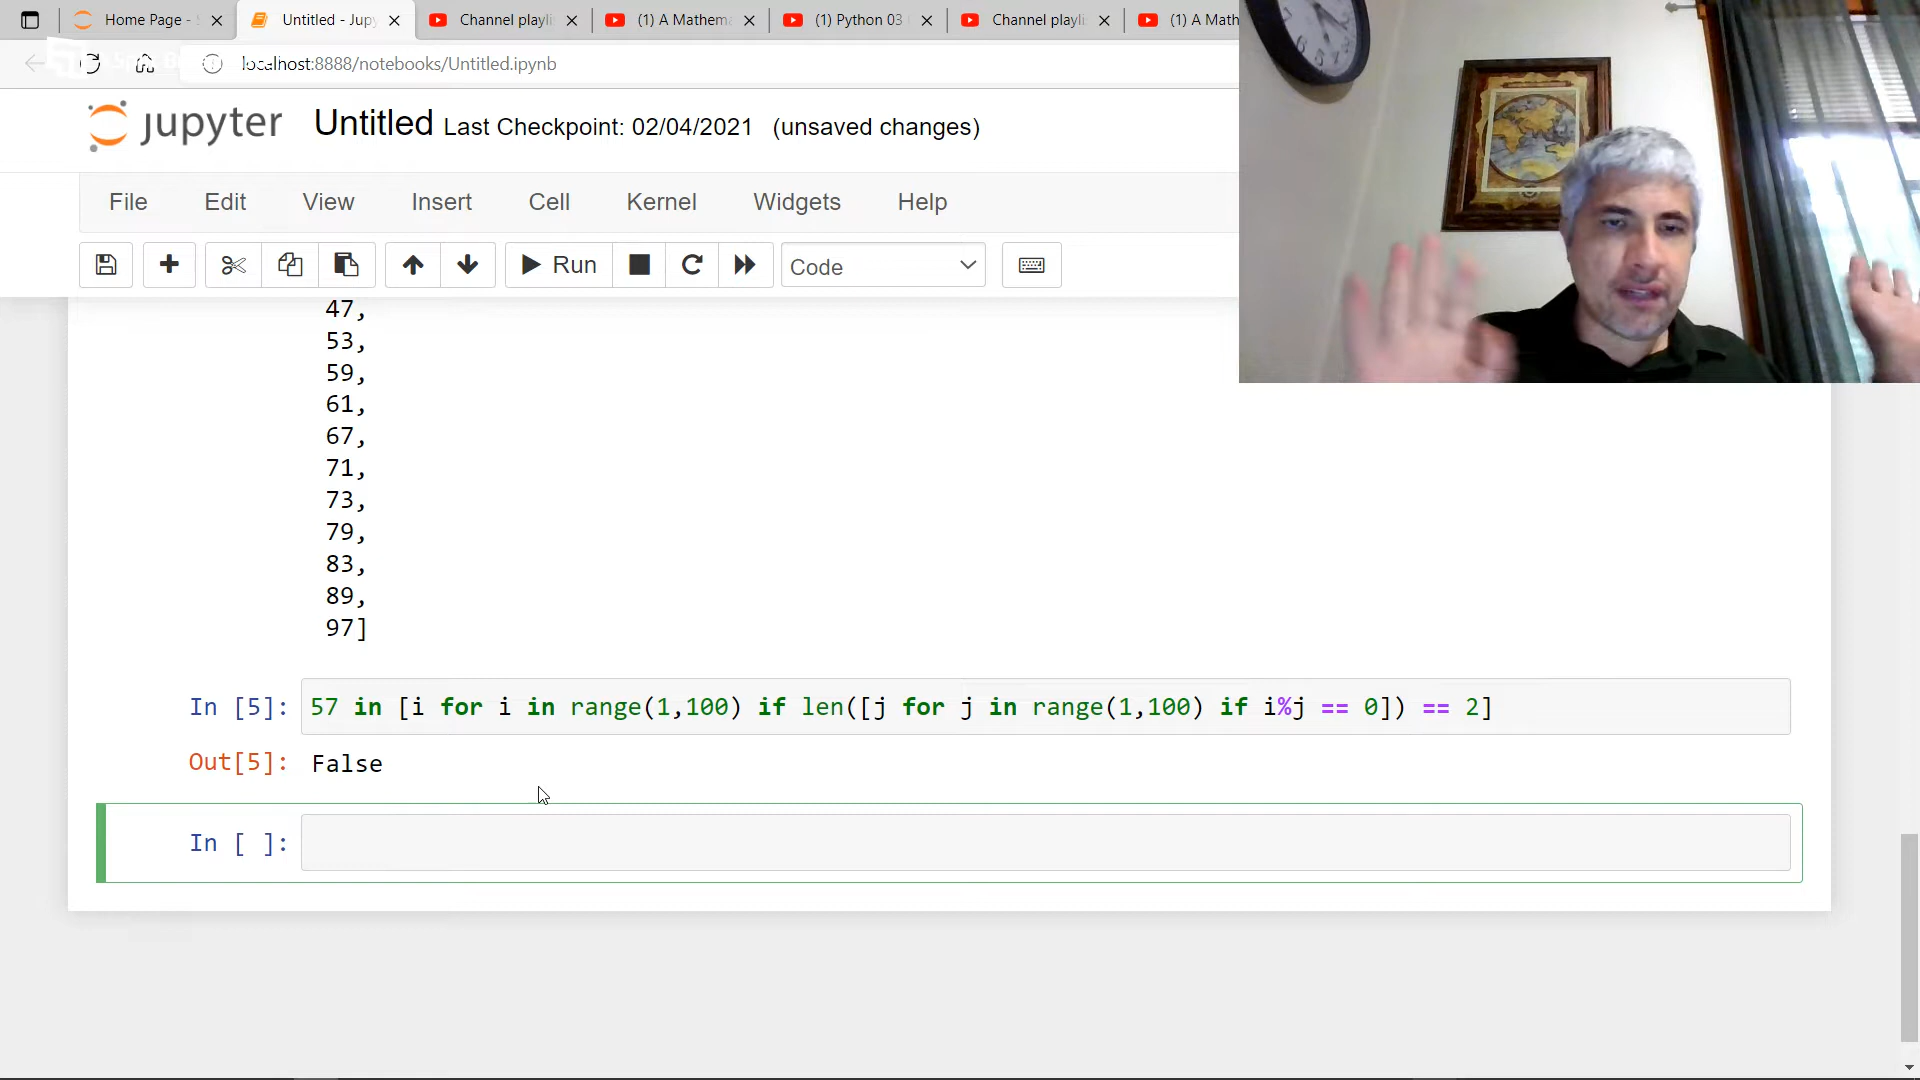 Home Page - S
Untitled - Jupy
Channel playli
(1) A Mathema
(1) Python 03
Channel playli
(1) A Math
localhost:8888/notebooks/Untitled.ipynb
jupyter Untitled Last Checkpoint: 02/04/2021 (unsaved changes)
File Edit View Insert Cell Kernel Widgets Help
Run Code
47,
53,
59,
61,
67,
71,
73,
79,
83,
89,
97]
In [5]: 57 in [i for i in range(1,100) if len([j for j in range(1,100) if i%j == 0]) == 2]
Out[5]: False
In [ ]: